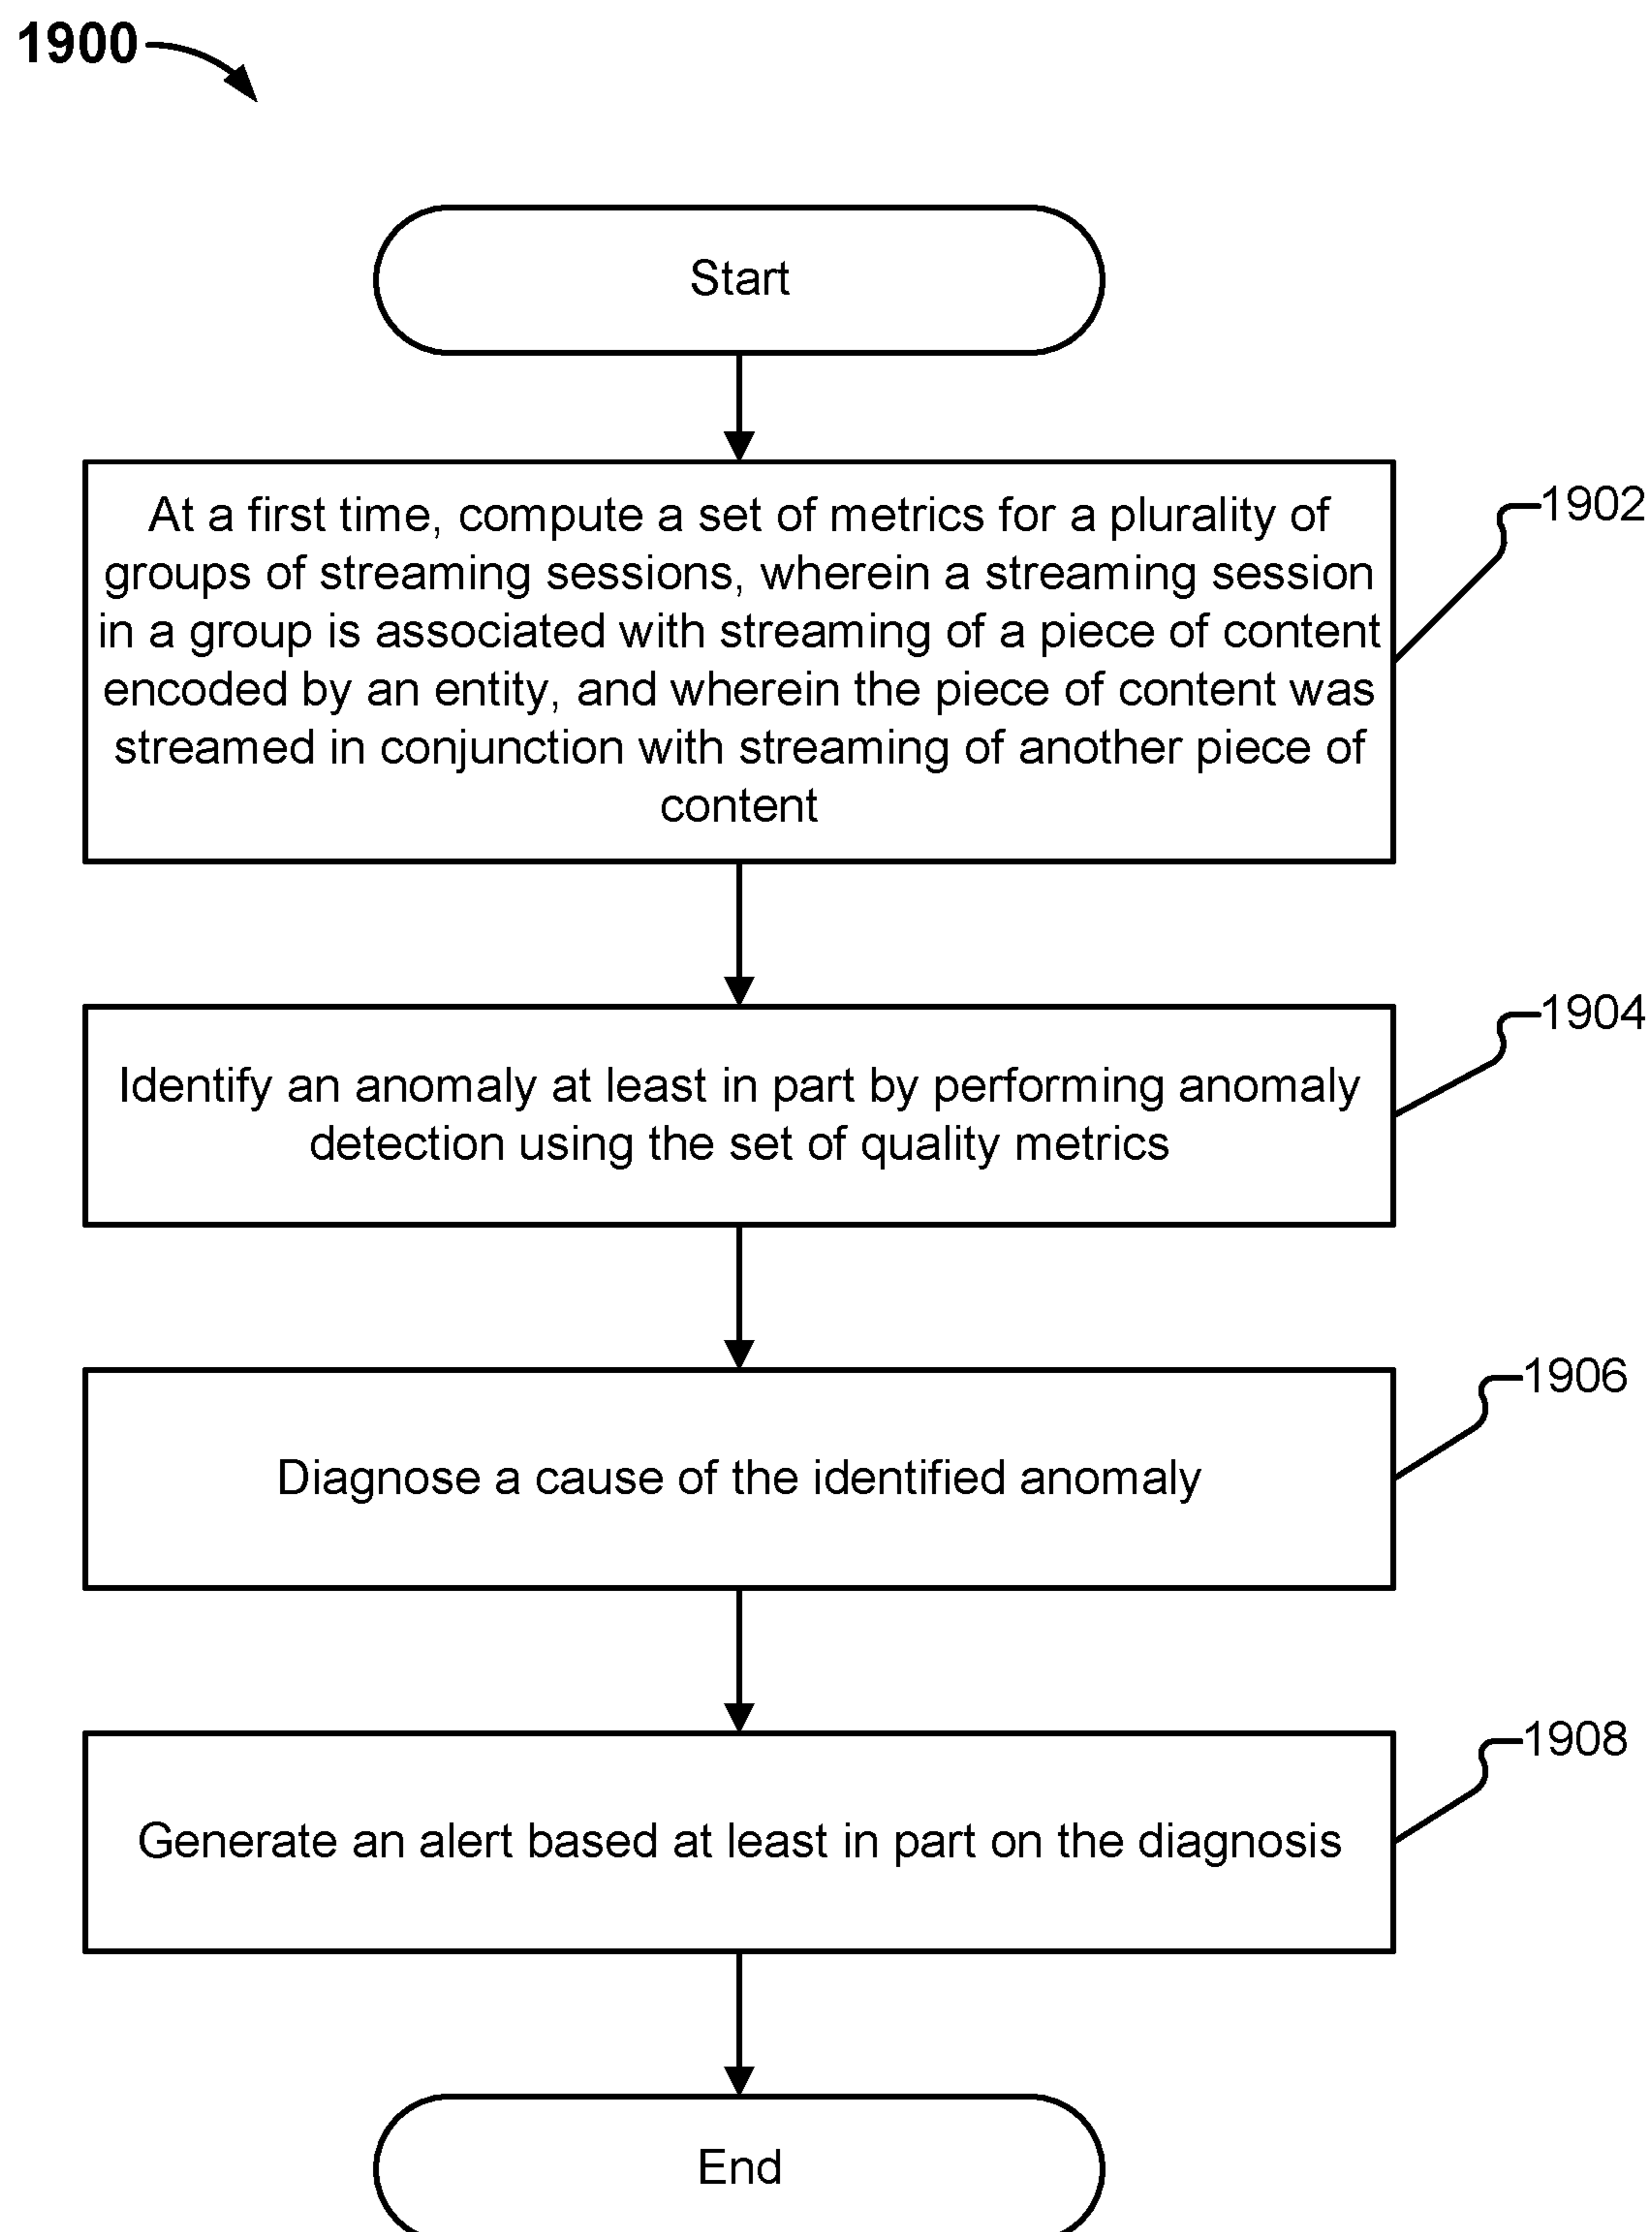 1900
Start
At a first time, compute a set of metrics for a plurality of
groups of streaming sessions, wherein a streaming session
in a group is associated with streaming of a piece of content
encoded by an entity, and wherein the piece of content was
streamed in conjunction with streaming of another piece of
content
1902
Identify an anomaly at least in part by performing anomaly
detection using the set of quality metrics
1904
Diagnose a cause of the identified anomaly
1906
Generate an alert based at least in part on the diagnosis
1908
End